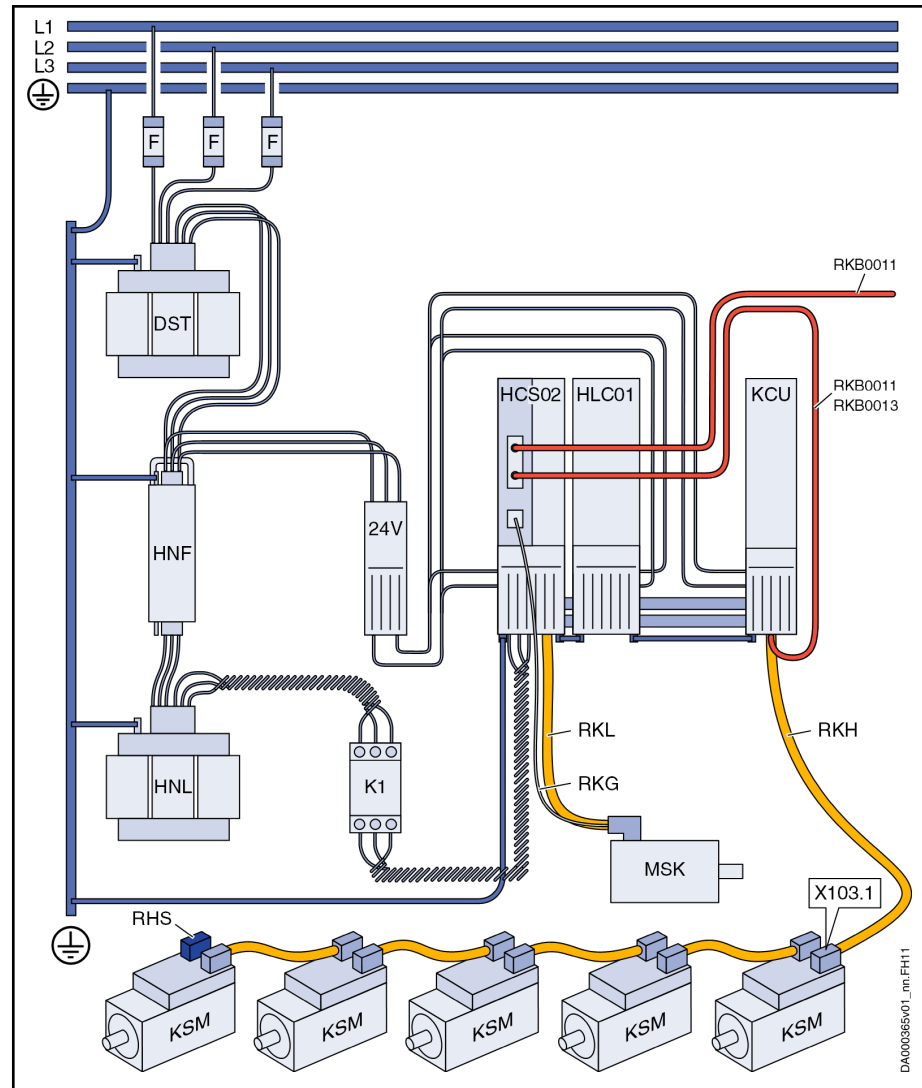 L1
L2
L3
F
F
F
DST
RKB0011
RKB0011
RKB0013
HCS02
HLC01
KCU
24V
HNF
RKL
RKH
RKG
K1
HNL
MSK
X103.1
RHS
KSM
KSM
KSM
KSM
KSM
DA000365v01_nn.FH11